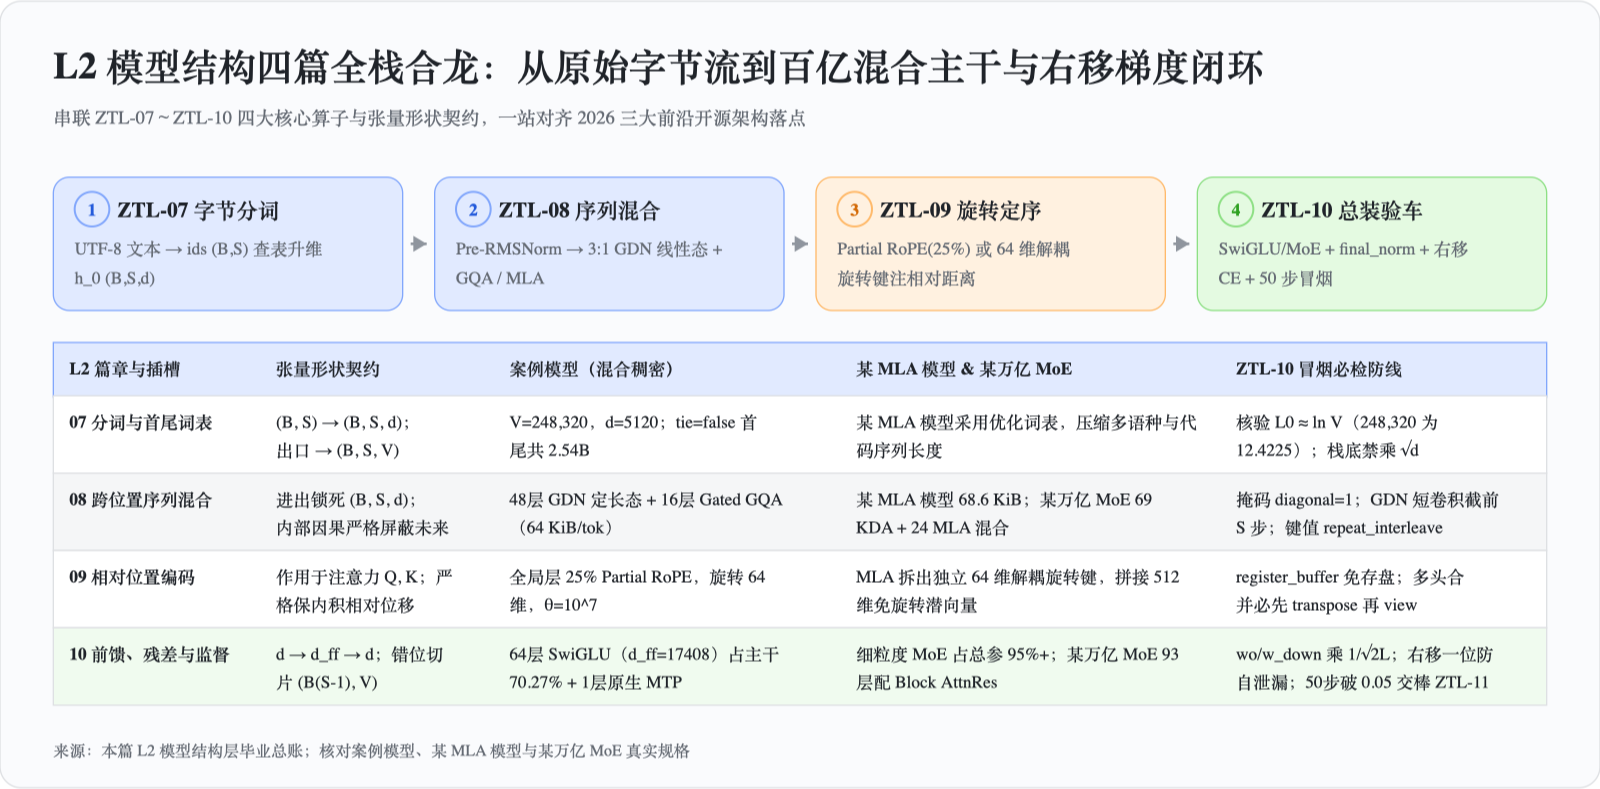 L2 模型结构四篇全栈合龙：从原始字节流到百亿混合主干与右移梯度闭环
串联 ZTL-07 ~ ZTL-10 四大核心算子与张量形状契约，一站对齐 2026 三大前沿开源架构落点
1 ZTL-07 字节分词
UTF-8 文本 → ids (B,S) 查表升维
h_0 (B,S,d)
2 ZTL-08 序列混合
Pre-RMSNorm → 3:1 GDN 线性态 +
GQA / MLA
3 ZTL-09 旋转定序
Partial RoPE(25%) 或 64 维解耦
旋转键注相对距离
4 ZTL-10 总装验车
SwiGLU/MoE + final_norm + 右移
CE + 50 步冒烟
L2 篇章与插槽 张量形状契约 案例模型（混合稠密） 某 MLA 模型 & 某万亿 MoE ZTL-10 冒烟必检防线
07 分词与首尾词表
(B, S) → (B, S, d)；
出口 → (B, S, V)
V=248,320，d=5120；tie=false 首
尾共 2.54B
某 MLA 模型采用优化词表，压缩多语种与代
码序列长度
核验 L0 ≈ ln V（248,320 为
12.4225）；栈底禁乘 √d
08 跨位置序列混合
进出锁死 (B, S, d)；
内部因果严格屏蔽未来
48层 GDN 定长态 + 16层 Gated GQA
（64 KiB/tok）
某 MLA 模型 68.6 KiB；某万亿 MoE 69
KDA + 24 MLA 混合
掩码 diagonal=1；GDN 短卷积截前
S 步；键值 repeat_interleave
09 相对位置编码
作用于注意力 Q, K；严
格保内积相对位移
全局层 25% Partial RoPE，旋转 64
维，θ=10^7
MLA 拆出独立 64 维解耦旋转键，拼接 512
维免旋转潜向量
register_buffer 免存盘；多头合
并必先 transpose 再 view
10 前馈、残差与监督
d → d_ff → d；错位切
片 (B(S-1), V)
64层 SwiGLU（d_ff=17408）占主干
70.27% + 1层原生 MTP
细粒度 MoE 占总参 95%+；某万亿 MoE 93
层配 Block AttnRes
wo/w_down 乘 1/√2L；右移一位防
自泄漏；50步破 0.05 交棒 ZTL-11
来源：本篇 L2 模型结构层毕业总账；核对案例模型、某 MLA 模型与某万亿 MoE 真实规格